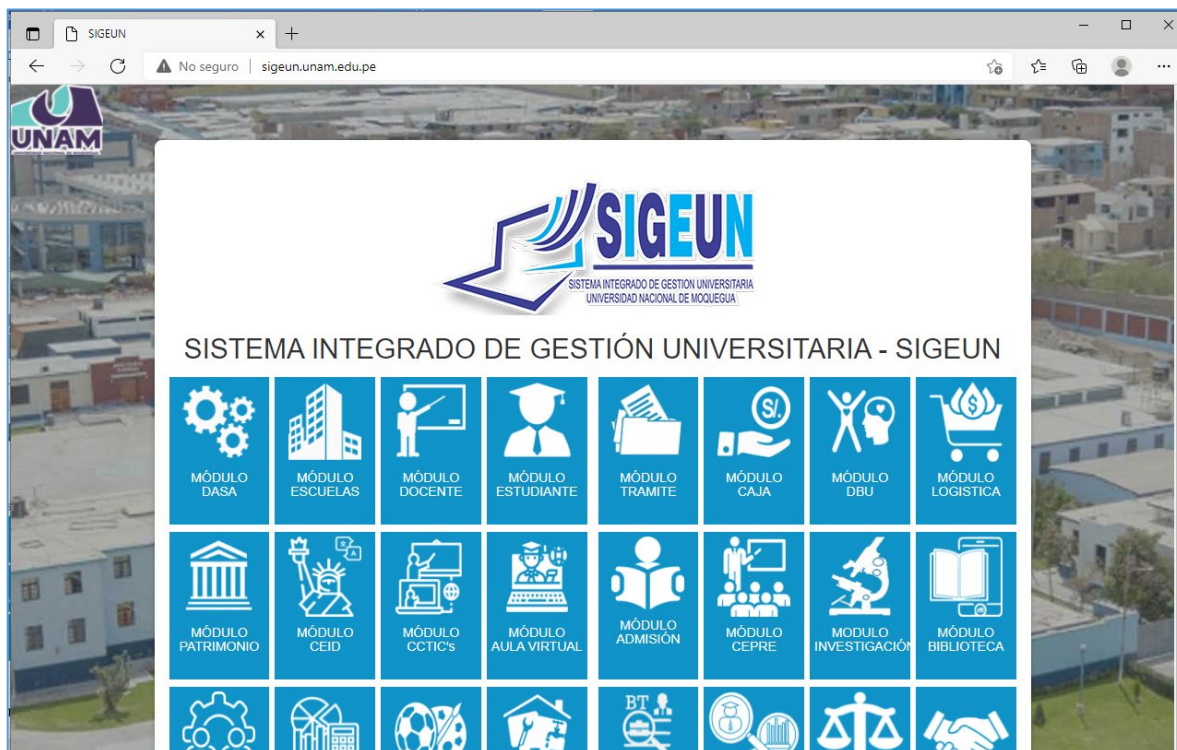 SIGEUN
No seguro
sigeun.unam.edu.pe
UNAM
SIGEUN
SISTEMA INTEGRADO DE GESTION UNIVERSITARIA
UNIVERSIDAD NACIONAL DE MOQUEGUA
SISTEMA INTEGRADO DE GESTIÓN UNIVERSITARIA - SIGEUN
S/.
$
MÓDULO DASA
MÓDULO ESCUELAS
MÓDULO DOCENTE
MÓDULO ESTUDIANTE
MÓDULO TRAMITE
MÓDULO CAJA
MÓDULO DBU
MÓDULO LOGISTICA
MÓDULO PATRIMONIO
MÓDULO CEID
MÓDULO CCTIC's
MÓDULO AULA VIRTUAL
MÓDULO ADMISIÓN
MÓDULO CEPRE
MODULO INVESTIGACIÓN
MÓDULO BIBLIOTECA
BT